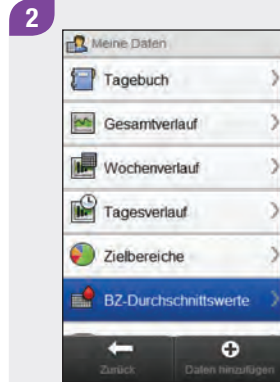 2
Meine Daten
Tagebuch
Gesamtverlauf
Wochenverlauf
Tagesverlauf
Zielbereiche
BZ-Durchschnittswerte
Zurück
Daten hinzufügen